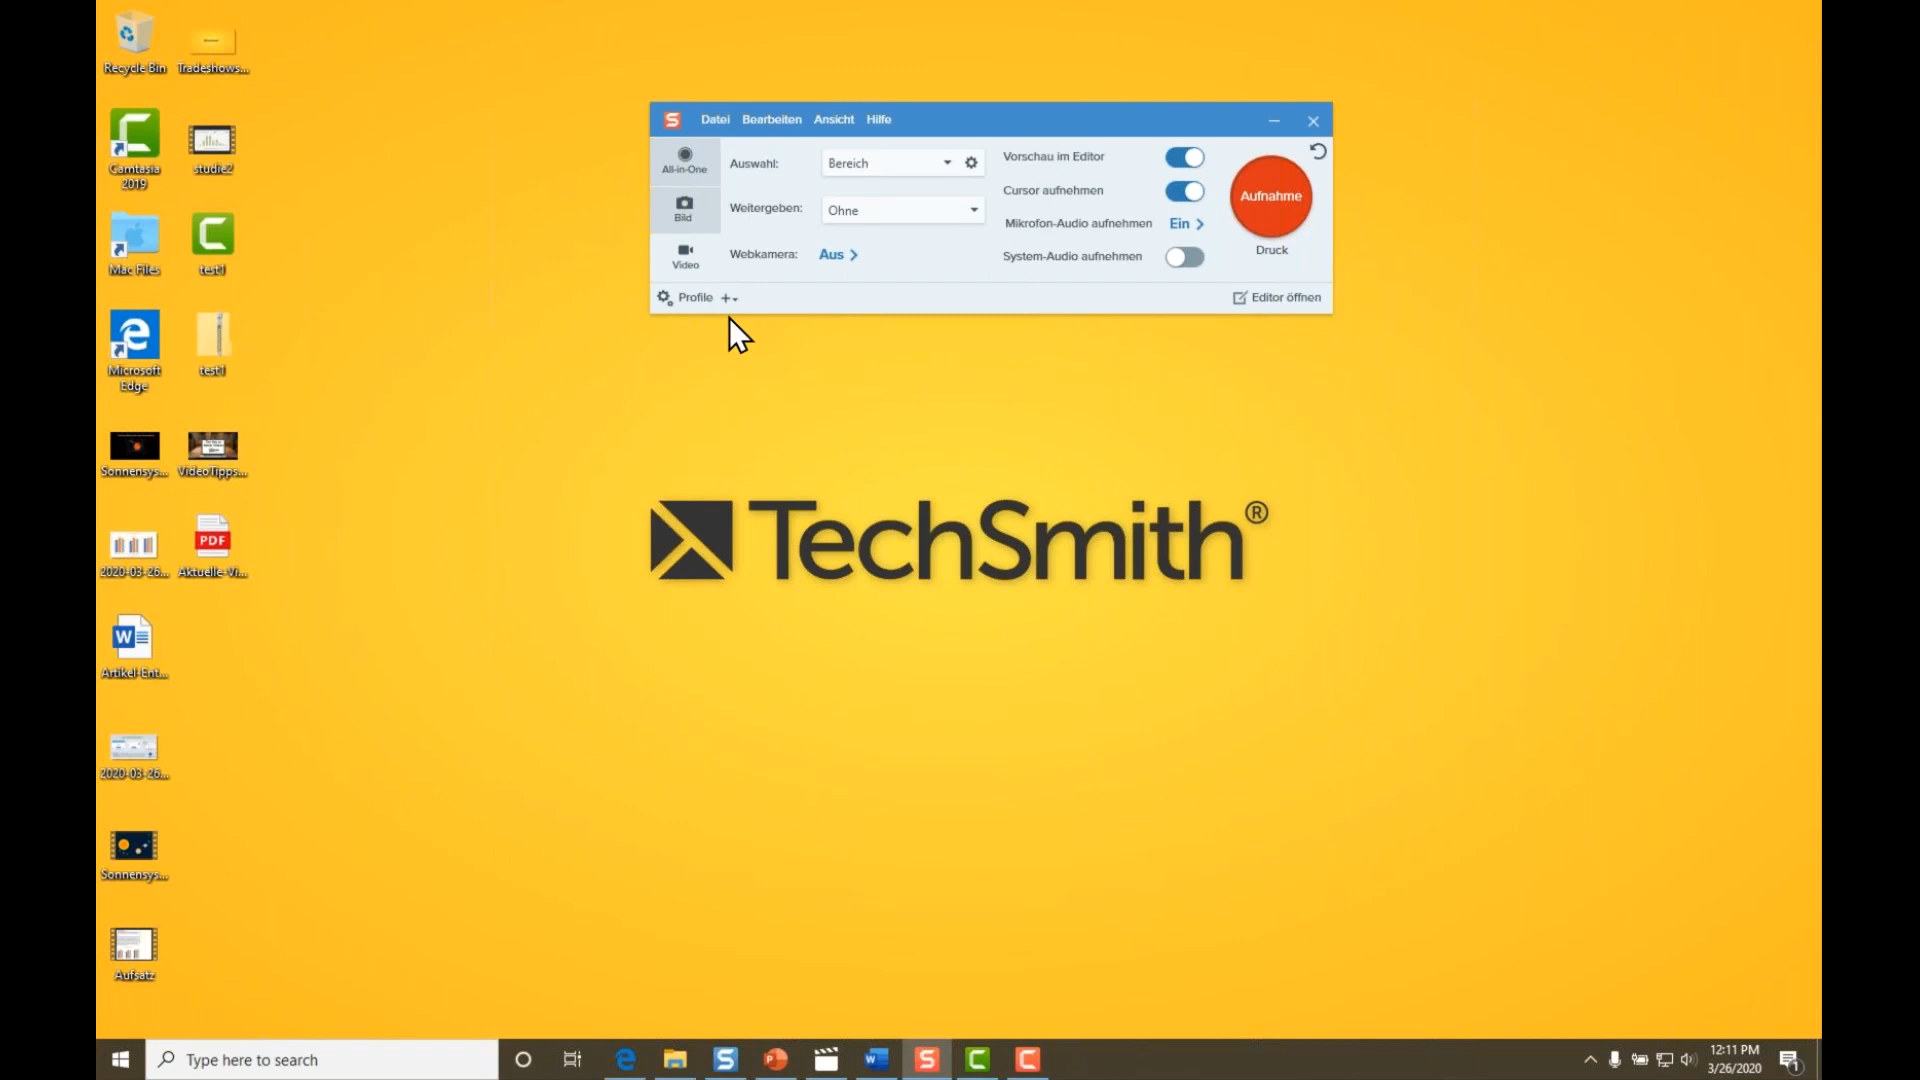 Recycle Bin
Tradeshows...
Camtasia
2019
studie2
Mac Files
test1
Microsoft
Edge
test1
Sonnensys...
VideoTipps...
2020-03-26...
PDF
Aktuelle-Vi...
W
Artikel-Ent...
2020-03-26...
Sonnensys...
Aufsatz
S
Datei Bearbeiten Ansicht Hilfe
All-in-One
Bild
Video
Auswahl: Bereich
Weitergeben: Ohne
Webkamera: Aus >
Vorschau im Editor
Cursor aufnehmen
Mikrofon-Audio aufnehmen Ein >
System-Audio aufnehmen
Aufnahme
Druck
Profile +
Editor öffnen
TechSmith®
Type here to search
12:11 PM
3/26/2020
1